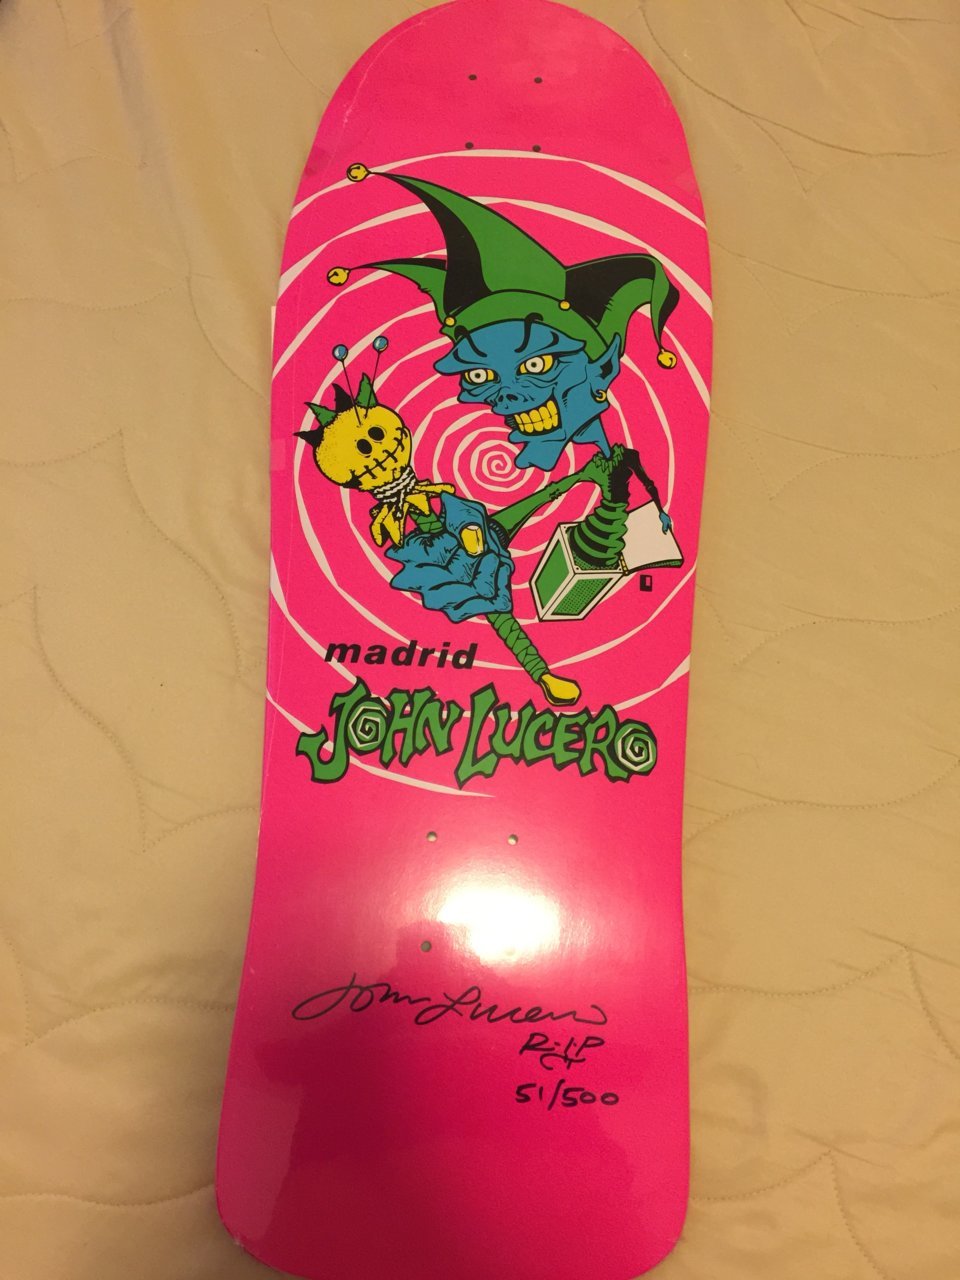 madrid
JOHN LUCERO
John Lucero
R.I.P
51/500